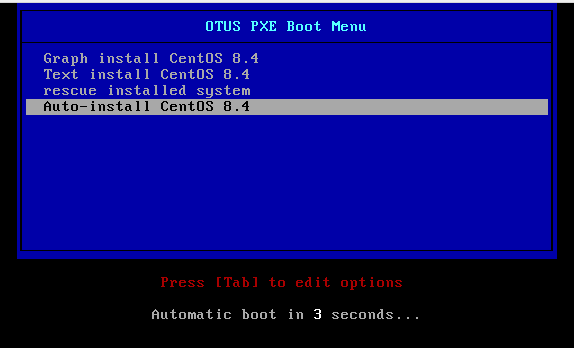 OTUS PXE Boot Menu
Graph install CentOS 8.4
Text install CentOS 8.4
rescue installed system
Auto-install CentOS 8.4
Press [Tab] to edit options
Automatic boot in 3 seconds...